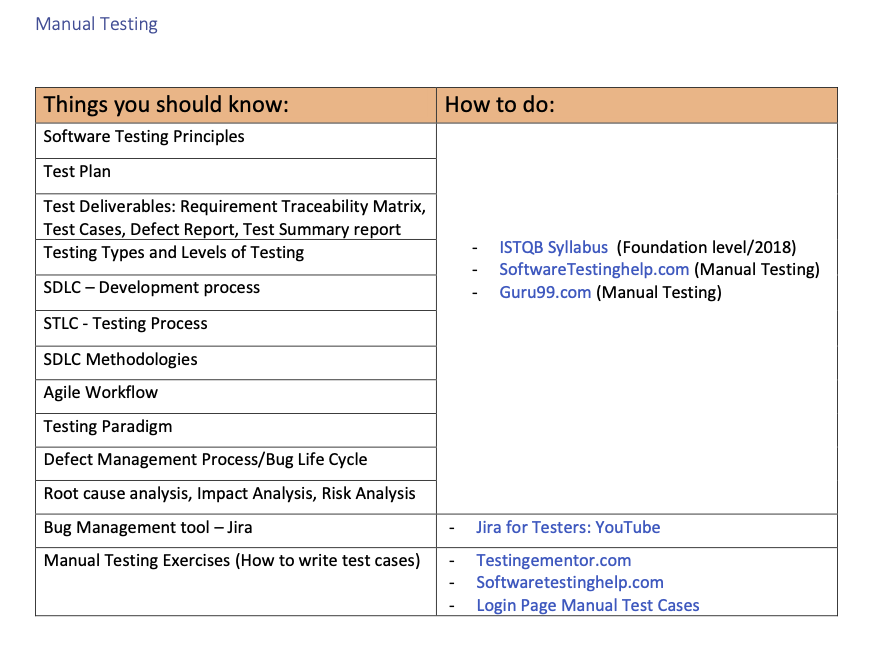 Manual Testing
Things you should know:
How to do:
Software Testing Principles
Test Plan
Test Deliverables: Requirement Traceability Matrix,
Test Cases, Defect Report, Test Summary report
Testing Types and Levels of Testing
SDLC – Development process
STLC - Testing Process
SDLC Methodologies
Agile Workflow
Testing Paradigm
Defect Management Process/Bug Life Cycle
Root cause analysis, Impact Analysis, Risk Analysis
- ISTQB Syllabus (Foundation level/2018)
- SoftwareTestinghelp.com (Manual Testing)
- Guru99.com (Manual Testing)
Bug Management tool – Jira
- Jira for Testers: YouTube
Manual Testing Exercises (How to write test cases)
- Testingementor.com
- Softwaretestinghelp.com
- Login Page Manual Test Cases